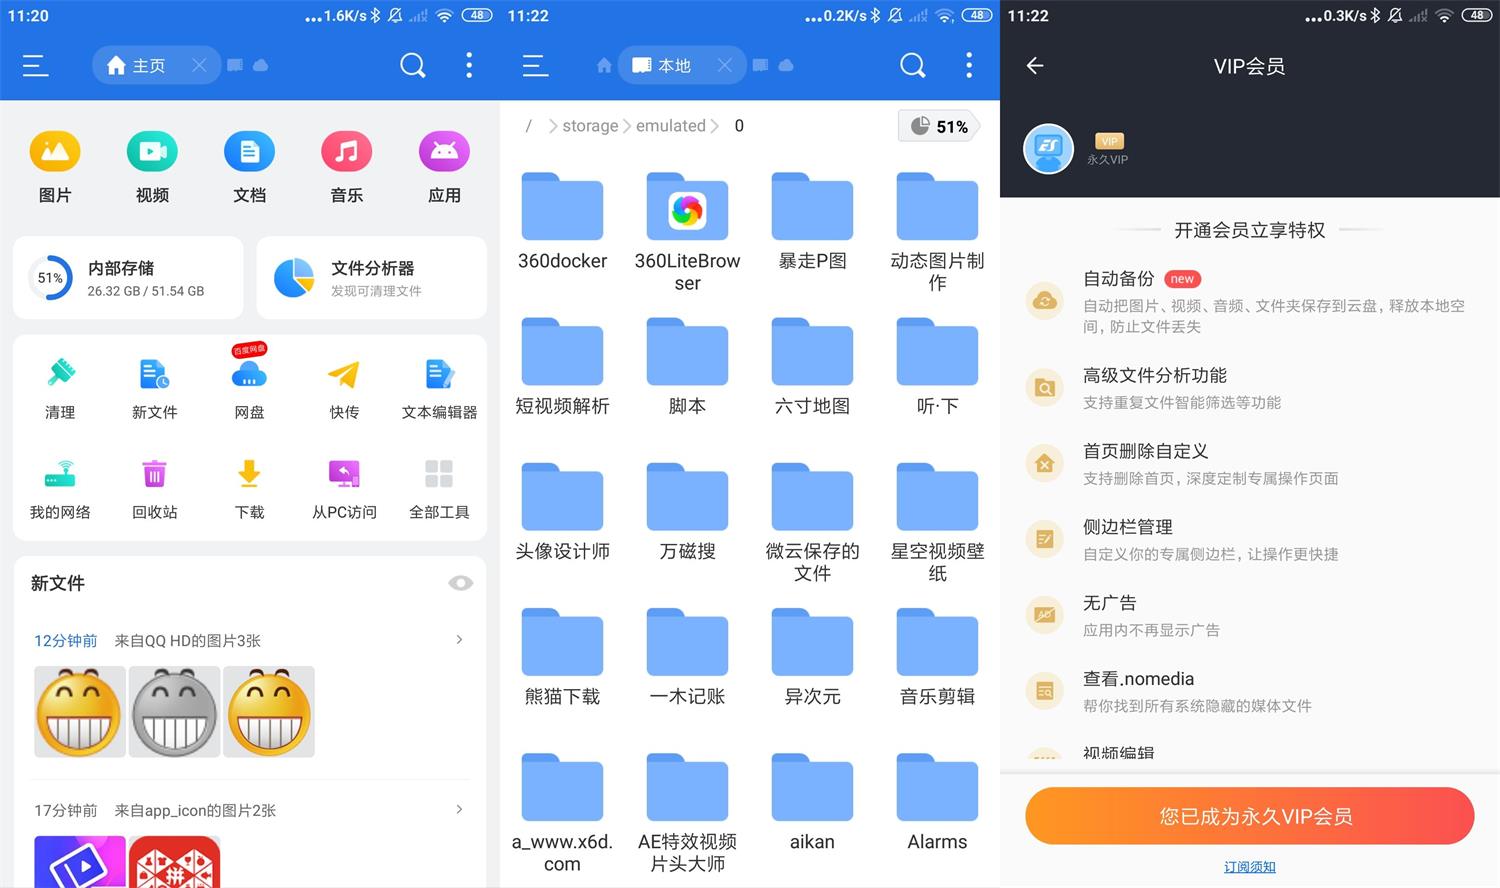 11:20
...1.6K/s
48
主页
图片
视频
文档
音乐
应用
51%
内部存储
26.32 GB / 51.54 GB
文件分析器
发现可清理文件
百度网盘
清理
新文件
网盘
快传
文本编辑器
我的网络
回收站
下载
从PC访问
全部工具
新文件
12分钟前
来自QQ HD的图片3张
17分钟前
来自app_icon的图片2张
拼
11:22
...0.2K/s
48
本地
/
storage
emulated
0
51%
360docker
360LiteBrow
ser
暴走P图
动态图片制
作
短视频解析
脚本
六寸地图
听·下
头像设计师
万磁搜
微云保存的
文件
星空视频壁
纸
熊猫下载
一木记账
异次元
音乐剪辑
a_www.x6d.
com
AE特效视频
片头大师
aikan
Alarms
11:22
...0.3K/s
48
VIP会员
ES
VIP
永久VIP
开通会员立享特权
自动备份 new
自动把图片、视频、音频、文件夹保存到云盘，释放本地空
间，防止文件丢失
高级文件分析功能
支持重复文件智能筛选等功能
首页删除自定义
支持删除首页，深度定制专属操作页面
侧边栏管理
自定义你的专属侧边栏，让操作更快捷
AD
无广告
应用内不再显示广告
查看.nomedia
帮你找到所有系统隐藏的媒体文件
视频编辑
您已成为永久VIP会员
订阅须知